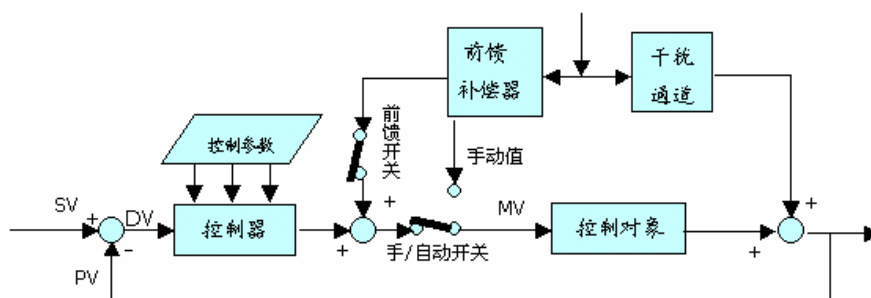 前馈
补偿器
干扰
通道
前馈开关
控制参数
手动值
SV
+
DV
-
控制器
+
+
MV
控制对象
+
+
手/自动开关
PV